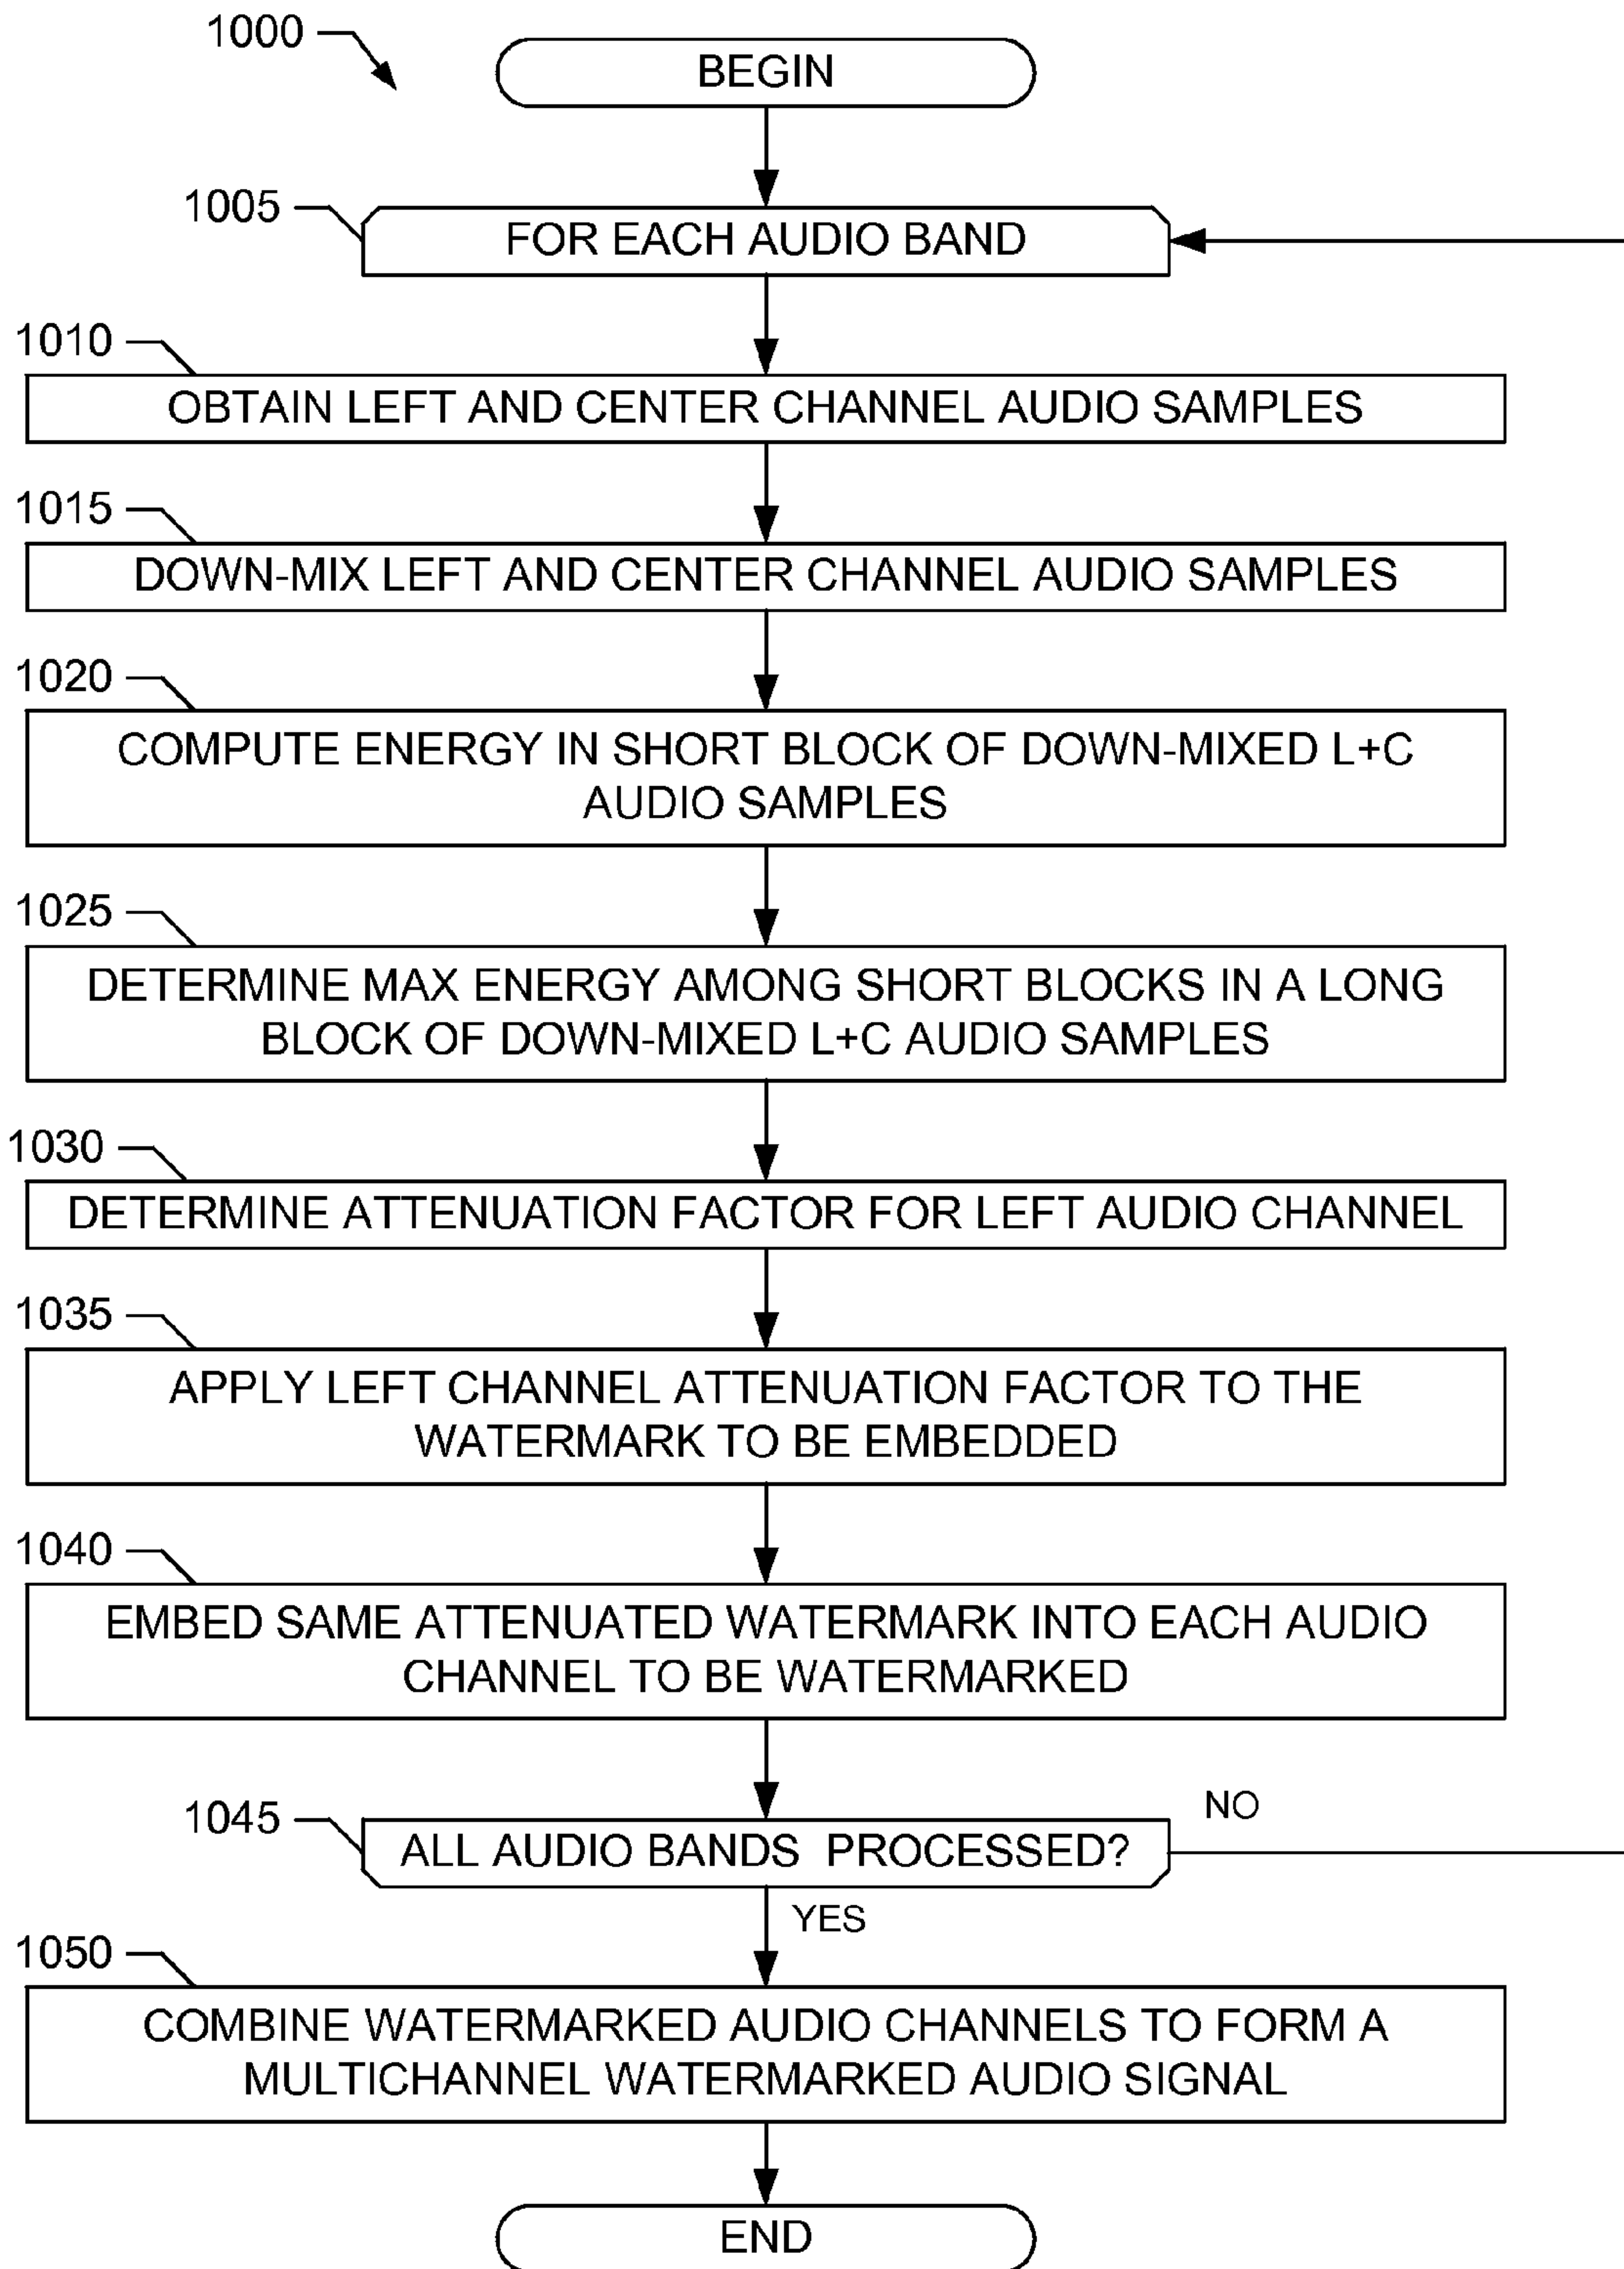 1000
BEGIN
1005
FOR EACH AUDIO BAND
1010
OBTAIN LEFT AND CENTER CHANNEL AUDIO SAMPLES
1015
DOWN-MIX LEFT AND CENTER CHANNEL AUDIO SAMPLES
1020
COMPUTE ENERGY IN SHORT BLOCK OF DOWN-MIXED L+C
AUDIO SAMPLES
1025
DETERMINE MAX ENERGY AMONG SHORT BLOCKS IN A LONG
BLOCK OF DOWN-MIXED L+C AUDIO SAMPLES
1030
DETERMINE ATTENUATION FACTOR FOR LEFT AUDIO CHANNEL
1035
APPLY LEFT CHANNEL ATTENUATION FACTOR TO THE
WATERMARK TO BE EMBEDDED
1040
EMBED SAME ATTENUATED WATERMARK INTO EACH AUDIO
CHANNEL TO BE WATERMARKED
1045
ALL AUDIO BANDS PROCESSED?
NO
YES
1050
COMBINE WATERMARKED AUDIO CHANNELS TO FORM A
MULTICHANNEL WATERMARKED AUDIO SIGNAL
END